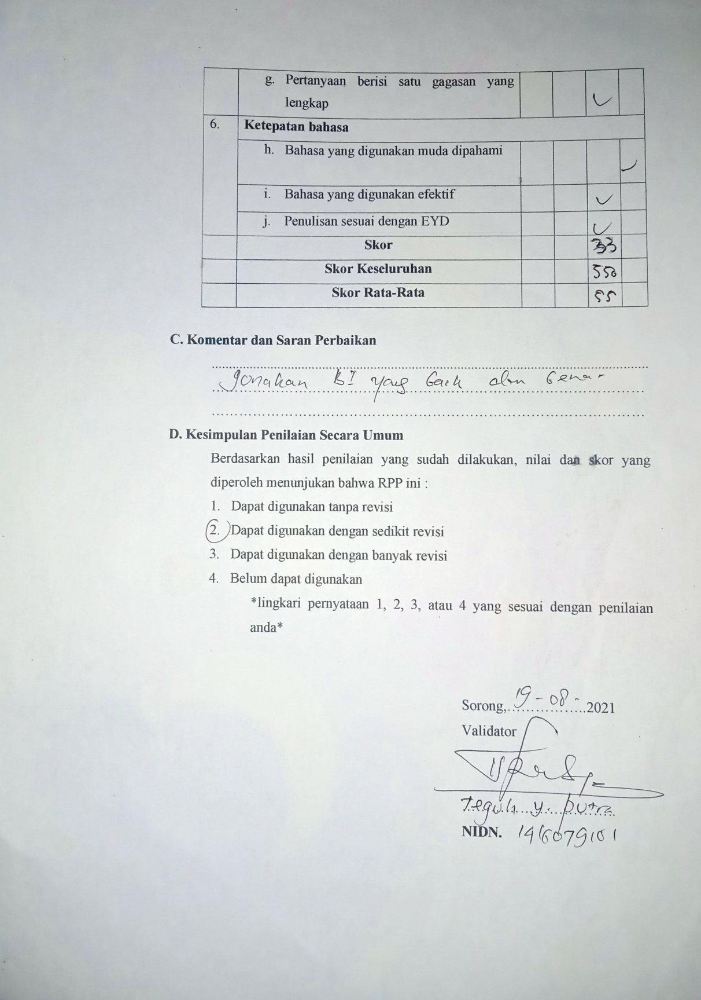 g. Pertanyaan berisi satu gagasan yang
lengkap
6. Ketepatan bahasa
h. Bahasa yang digunakan muda dipahami
i. Bahasa yang digunakan efektif
j. Penulisan sesuai dengan EYD
Skor 33
Skor Keseluruhan 550
Skor Rata-Rata 55
C. Komentar dan Saran Perbaikan
gunakan BI yang baik dan benar
D. Kesimpulan Penilaian Secara Umum
Berdasarkan hasil penilaian yang sudah dilakukan, nilai dan skor yang
diperoleh menunjukan bahwa RPP ini :
1. Dapat digunakan tanpa revisi
2. Dapat digunakan dengan sedikit revisi
3. Dapat digunakan dengan banyak revisi
4. Belum dapat digunakan
*lingkari pernyataan 1, 2, 3, atau 4 yang sesuai dengan penilaian
anda*
Sorong, 19-08-2021
Validator
Teguh Y. Putra
NIDN.